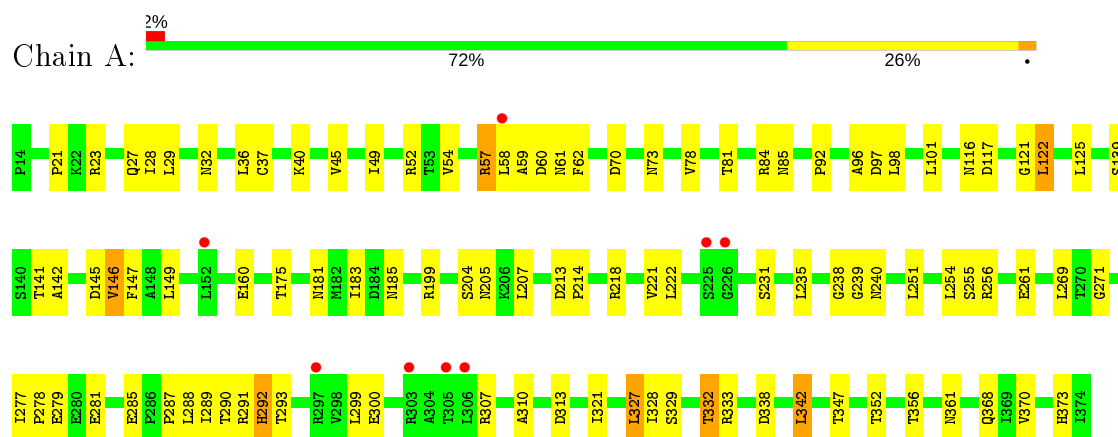 2%
Chain A:
72% 26% •
P14 P21 K22 R23 Q27 I28 L29 N32 L36 C37 K40 V45 I49 R52 T53 V54 R57 L58 A59 D60 N61 F62 D70 N73 V78 T81 R84 N85 P92 A96 D97 L98 L101 N116 D117 G121 L122 L125 S139
S140 T141 A142 D145 V146 F147 A148 L149 L152 E160 T175 N181 M182 I183 D184 N185 R199 S204 N205 K206 L207 D213 P214 R218 V221 L222 S225 G226 S231 L235 G238 G239 N240 L251 L254 S255 R256 E261 L269 T270 G271
I277 P278 E279 E280 E281 E285 P286 P287 L288 I289 T290 R291 H292 T293 R297 V298 L299 E300 R303 A304 T305 L306 R307 A310 D313 I321 L327 I328 S329 T332 R333 D338 L342 T347 T352 T356 N361 Q368 I369 V370 H373 I374